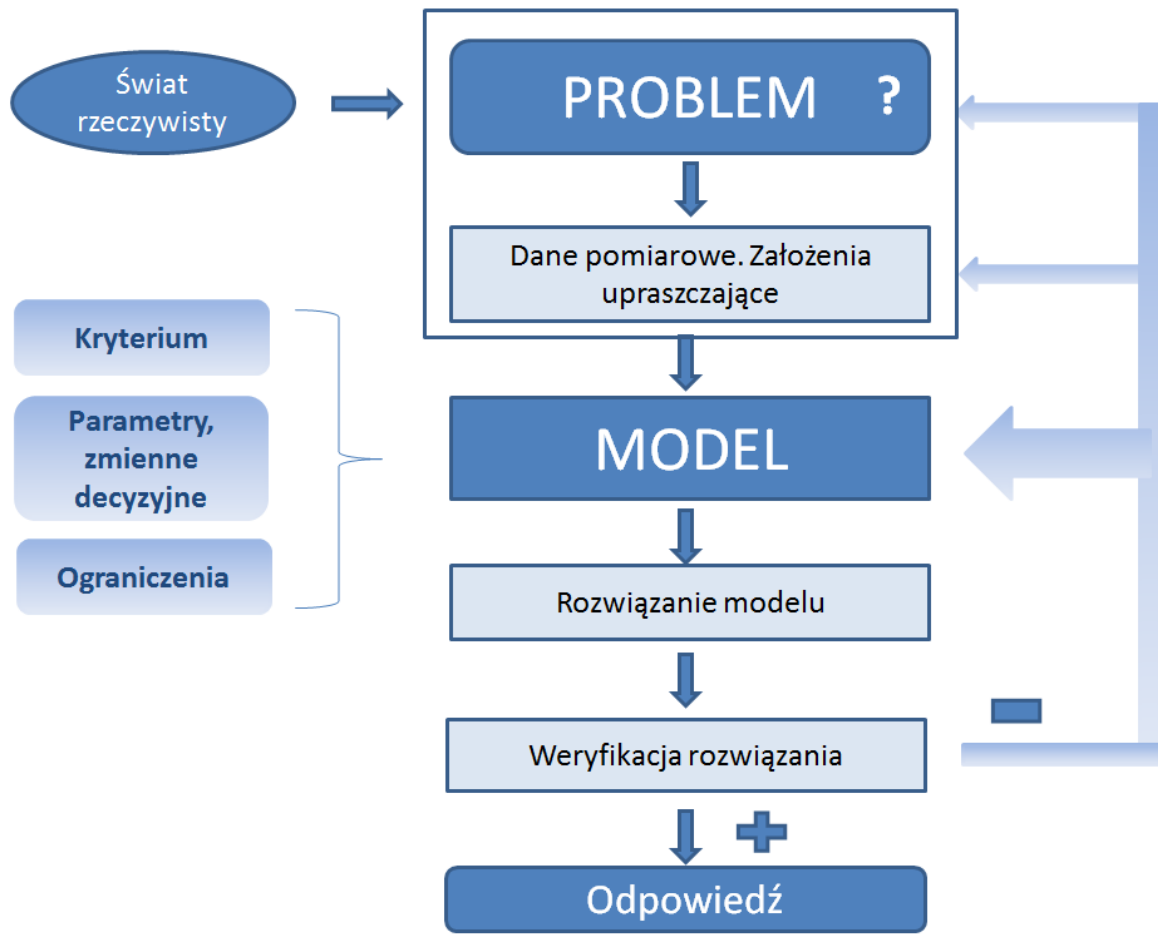 Świat
rzeczywisty
PROBLEM ?
Dane pomiarowe. Założenia
upraszczające
Kryterium
Parametry,
zmienne
decyzyjne
Ograniczenia
MODEL
Rozwiązanie modelu
Weryfikacja rozwiązania
Odpowiedź